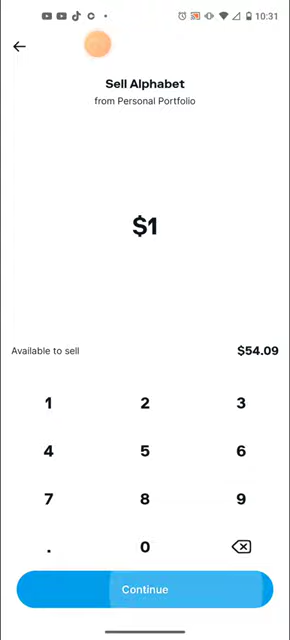 10:31
Sell Alphabet
from Personal Portfolio
$1
Available to sell $54.09
1 2 3
4 5 6
7 8 9
. 0
Continue